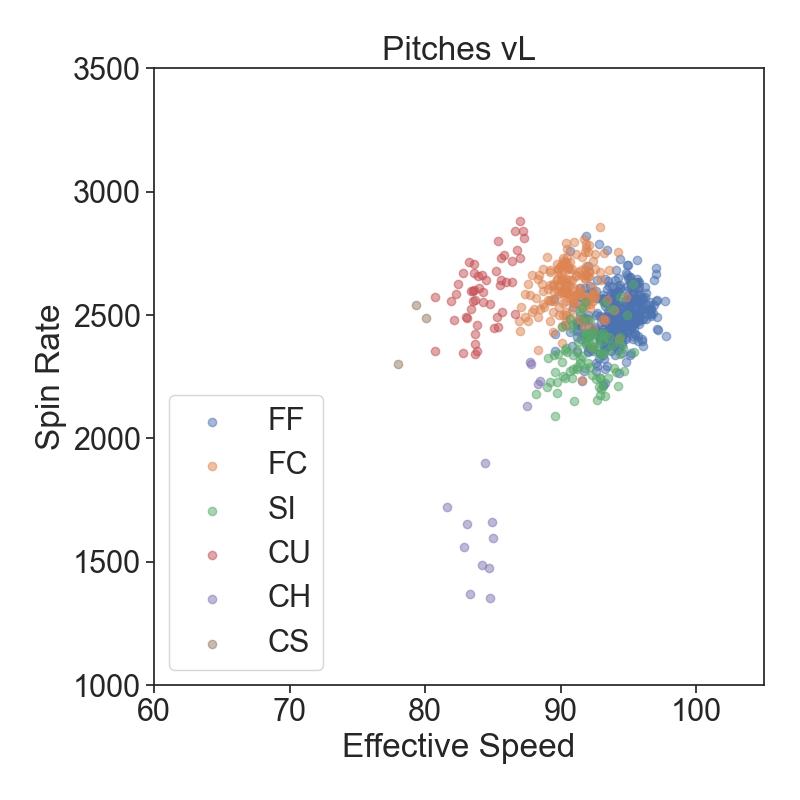 Pitches vL
3500
3000
2500
2000
1500
1000
Spin Rate
FF
FC
SI
CU
CH
CS
60 70 80 90 100
Effective Speed